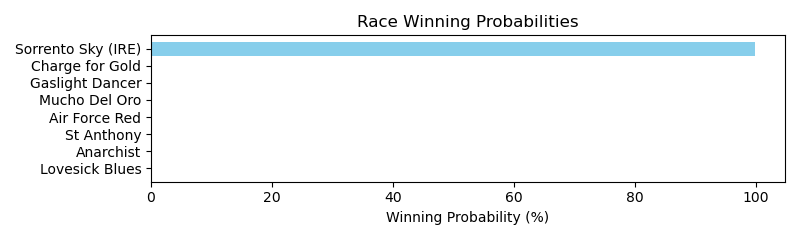 Race Winning Probabilities
Sorrento Sky (IRE)
Charge for Gold
Gaslight Dancer
Mucho Del Oro
Air Force Red
St Anthony
Anarchist
Lovesick Blues
0 20 40 60 80 100
Winning Probability (%)